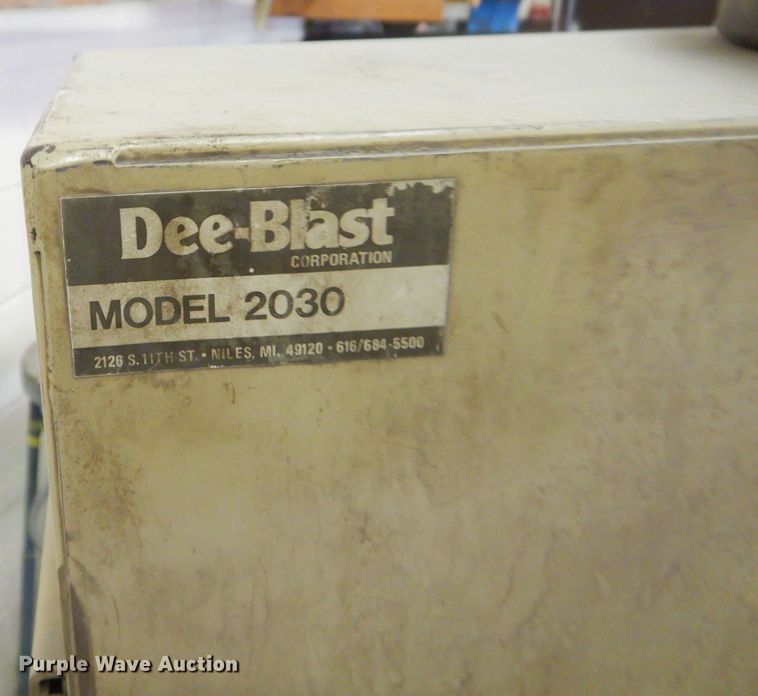 Dee-Blast
CORPORATION
MODEL 2030
2126 S. 11TH ST. • NILES, MI. 49120 • 616/684-5500
Purple Wave Auction